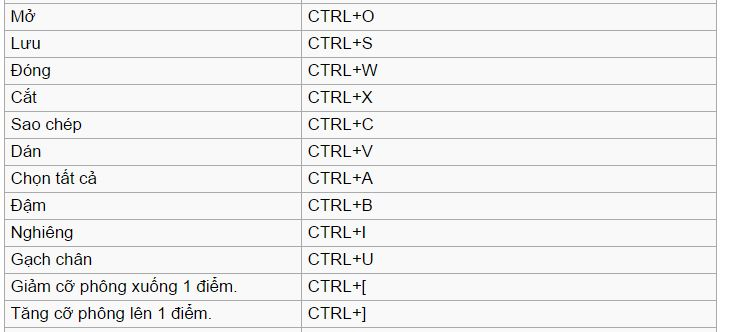 Mở CTRL+O
Lưu CTRL+S
Đóng CTRL+W
Cắt CTRL+X
Sao chép CTRL+C
Dán CTRL+V
Chọn tất cả CTRL+A
Đậm CTRL+B
Nghiêng CTRL+I
Gạch chân CTRL+U
Giảm cỡ phông xuống 1 điểm. CTRL+[
Tăng cỡ phông lên 1 điểm. CTRL+]